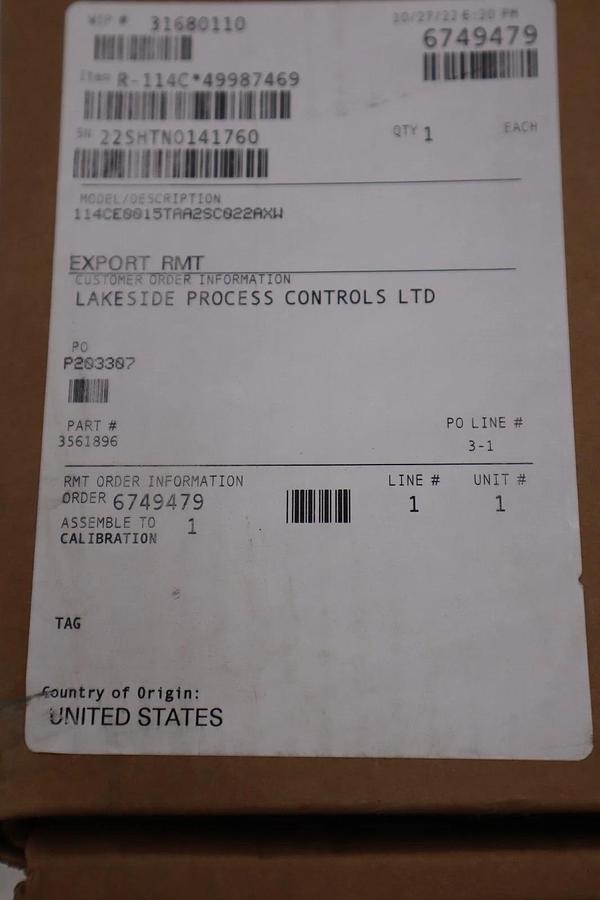 WIP # 31680110
10/27/22 6:20 PM
6749479
Item R-114C*49987469
SN 22SHTN0141760
QTY 1 EACH
MODEL/DESCRIPTION
114CE0015TAA2SC022AXW
EXPORT RMT
CUSTOMER ORDER INFORMATION
LAKESIDE PROCESS CONTROLS LTD
PO
P203307
PART # PO LINE #
3561896 3-1
RMT ORDER INFORMATION LINE # UNIT #
ORDER 6749479 1 1
ASSEMBLE TO 1
CALIBRATION
TAG
Country of Origin:
UNITED STATES